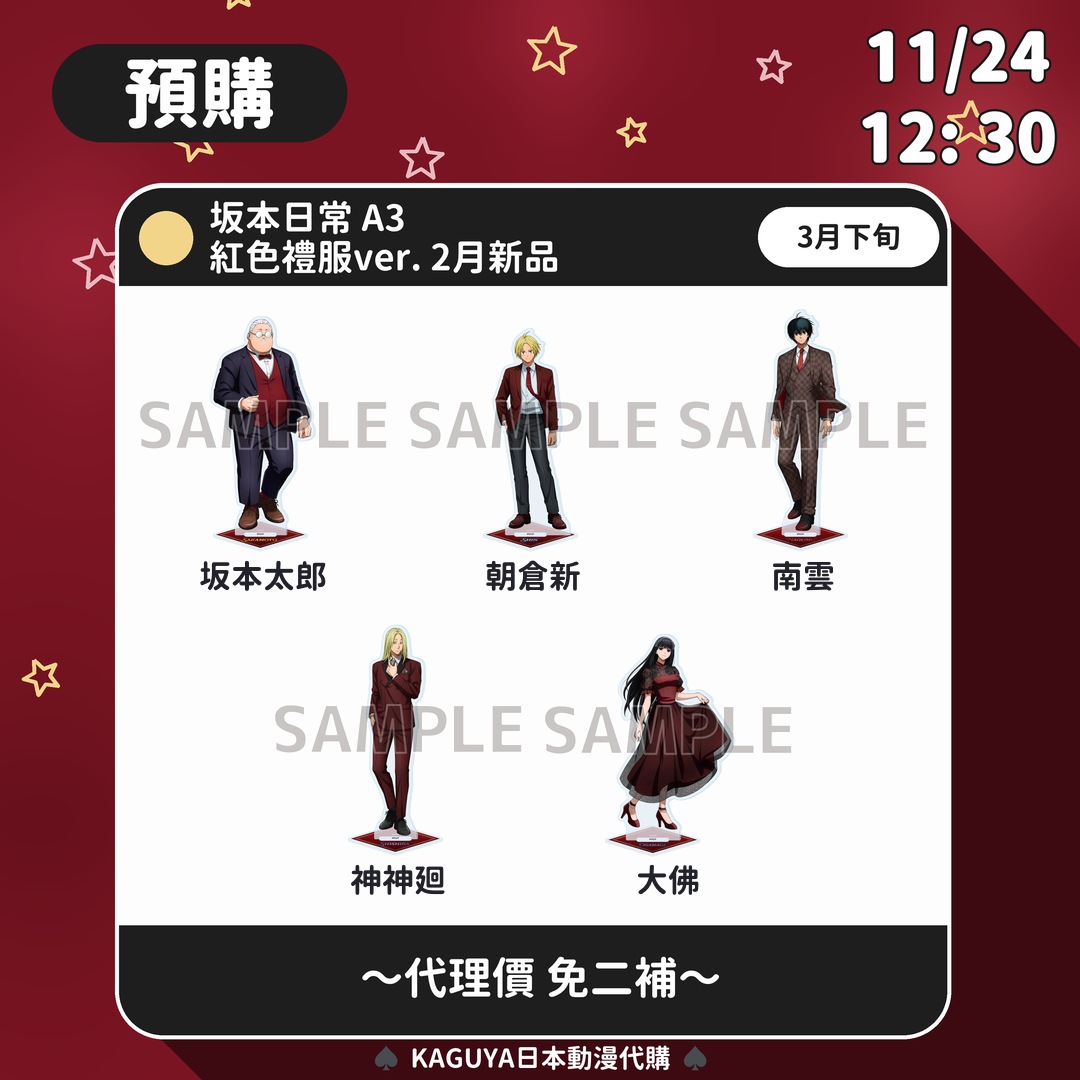 預購
11/24
12:30
坂本日常 A3
紅色禮服ver. 2月新品
3月下旬
SAMPLE SAMPLE SAMPLE
SAKAMOTO
SHIN
坂本太郎
朝倉新
南雲
SAMPLE SAMPLE
神神廻
大佛
～代理價 免二補～
KAGUYA日本動漫代購